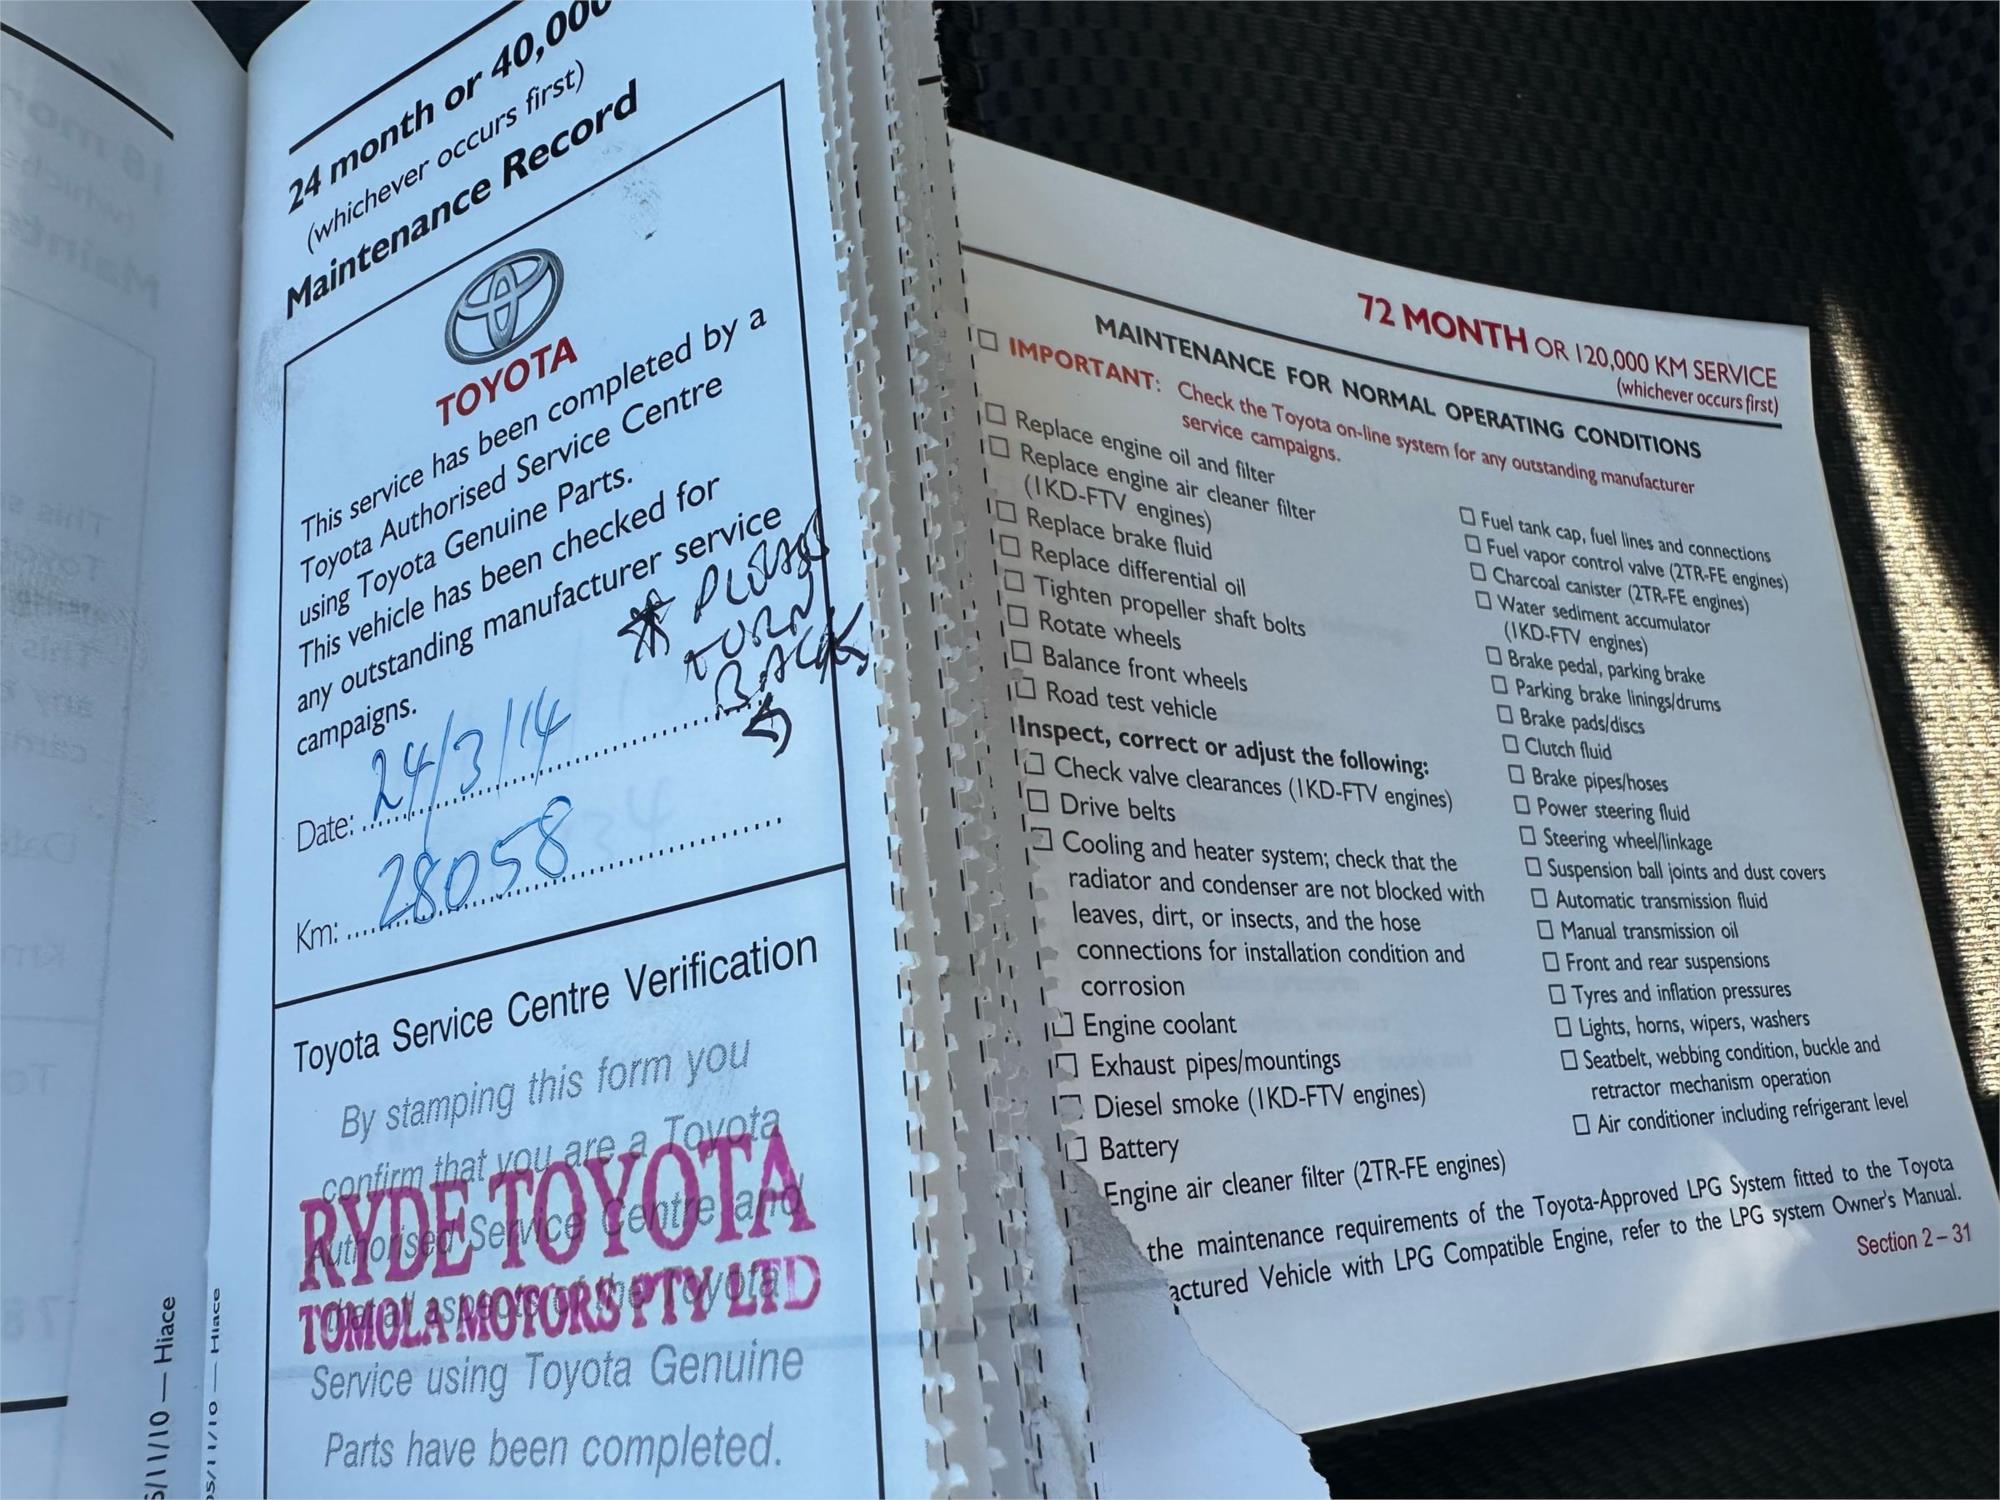 24 month or 40,000
(whichever occurs first)
Maintenance Record
TOYOTA
This service has been completed by a
Toyota Authorised Service Centre
using Toyota Genuine Parts.
This vehicle has been checked for
any outstanding manufacturer service
campaigns.
* PLEASE
TURN
BACK
Date: 24/3/14
Km: 28058
Toyota Service Centre Verification
By stamping this form you
confirm that you are a Toyota
Authorised Service Centre and
that all aspects of the Toyota
Service using Toyota Genuine
Parts have been completed.
RYDE TOYOTA
TOMOLA MOTORS PTY LTD
/11/10 — Hiace
05/11/10 — Hiace
72 MONTH OR 120,000 KM SERVICE
(whichever occurs first)
MAINTENANCE FOR NORMAL OPERATING CONDITIONS
IMPORTANT: Check the Toyota on-line system for any outstanding manufacturer
service campaigns.
Replace engine oil and filter
Replace engine air cleaner filter
(1KD-FTV engines)
Replace brake fluid
Replace differential oil
Tighten propeller shaft bolts
Rotate wheels
Balance front wheels
Road test vehicle
Inspect, correct or adjust the following:
Check valve clearances (1KD-FTV engines)
Drive belts
Cooling and heater system; check that the
radiator and condenser are not blocked with
leaves, dirt, or insects, and the hose
connections for installation condition and
corrosion
Engine coolant
Exhaust pipes/mountings
Diesel smoke (1KD-FTV engines)
Battery
Engine air cleaner filter (2TR-FE engines)
Fuel tank cap, fuel lines and connections
Fuel vapor control valve (2TR-FE engines)
Charcoal canister (2TR-FE engines)
Water sediment accumulator
(1KD-FTV engines)
Brake pedal, parking brake
Parking brake linings/drums
Brake pads/discs
Clutch fluid
Brake pipes/hoses
Power steering fluid
Steering wheel/linkage
Suspension ball joints and dust covers
Automatic transmission fluid
Manual transmission oil
Front and rear suspensions
Tyres and inflation pressures
Lights, horns, wipers, washers
Seatbelt, webbing condition, buckle and
retractor mechanism operation
Air conditioner including refrigerant level
the maintenance requirements of the Toyota-Approved LPG System fitted to the Toyota
actured Vehicle with LPG Compatible Engine, refer to the LPG system Owner's Manual.
Section 2 – 31